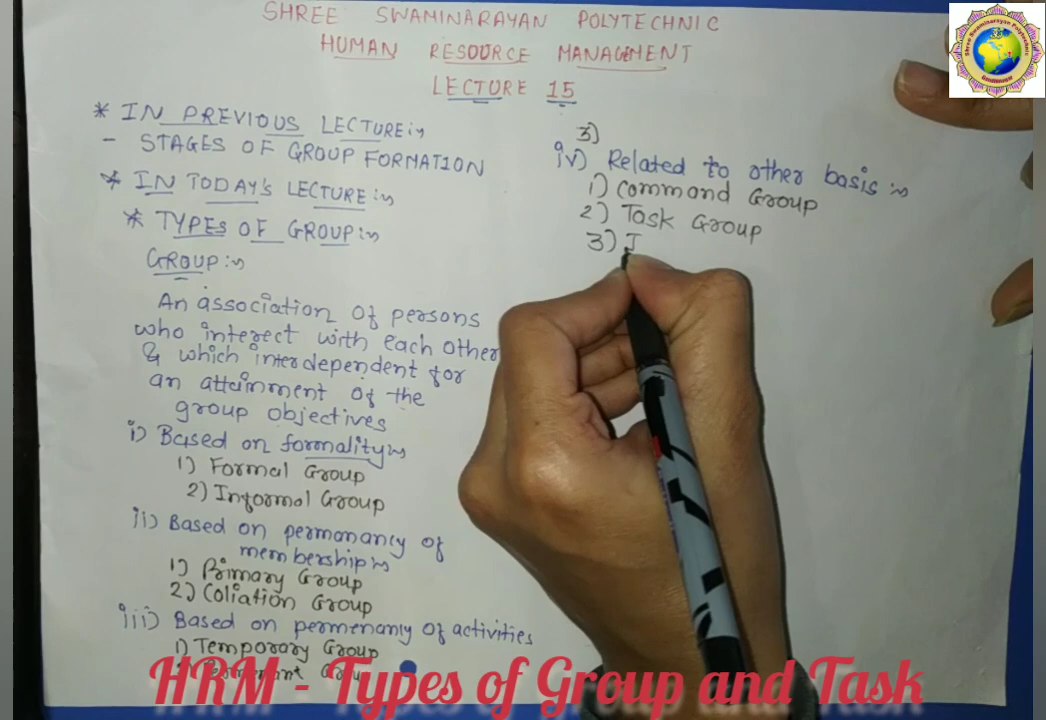 SHREE SWAMINARAYAN POLYTECHNIC
HUMAN RESOURCE MANAGEMENT
LECTURE 15
* IN PREVIOUS LECTURE:~
- STAGES OF GROUP FORMATION
* IN TODAY'S LECTURE:~
* TYPES OF GROUP:~
GROUP:~
An association of persons
who interect with each other
& which interdependent for
an attainment of the
group objectives
i) Based on formality:~
1) Formal Group
2) Informal Group
ii) Based on permanancy of
membership:~
1) Primary Group
2) Coliation Group
iii) Based on permenancy of activities
1) Temporary Group
3)
iv) Related to other basis:~
1) Command Group
2) Task Group
3) I
HRM - Types of Group and Task